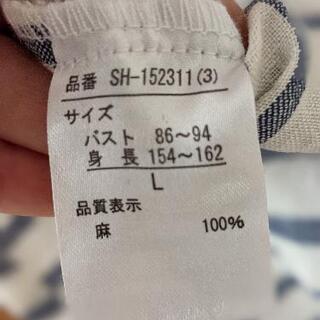 品番 SH-152311(3)
サイズ
バスト 86～94
身長 154～162
L
品質表示
麻 100%